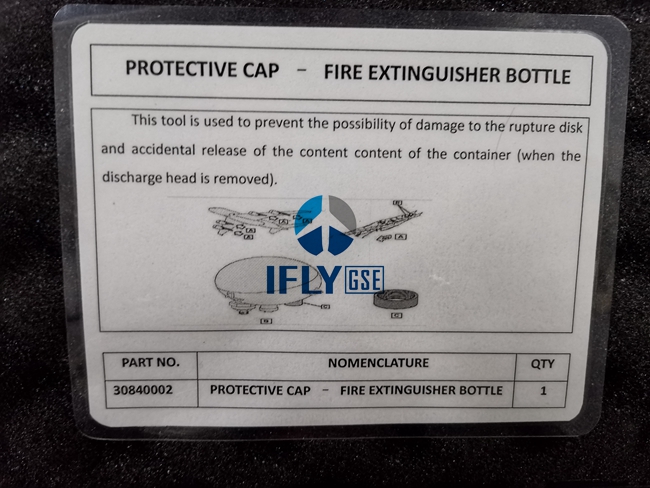 PROTECTIVE CAP – FIRE EXTINGUISHER BOTTLE
This tool is used to prevent the possibility of damage to the rupture disk
and accidental release of the content content of the container (when the
discharge head is removed).
IFLY GSE
PART NO. NOMENCLATURE QTY
30840002 PROTECTIVE CAP – FIRE EXTINGUISHER BOTTLE 1